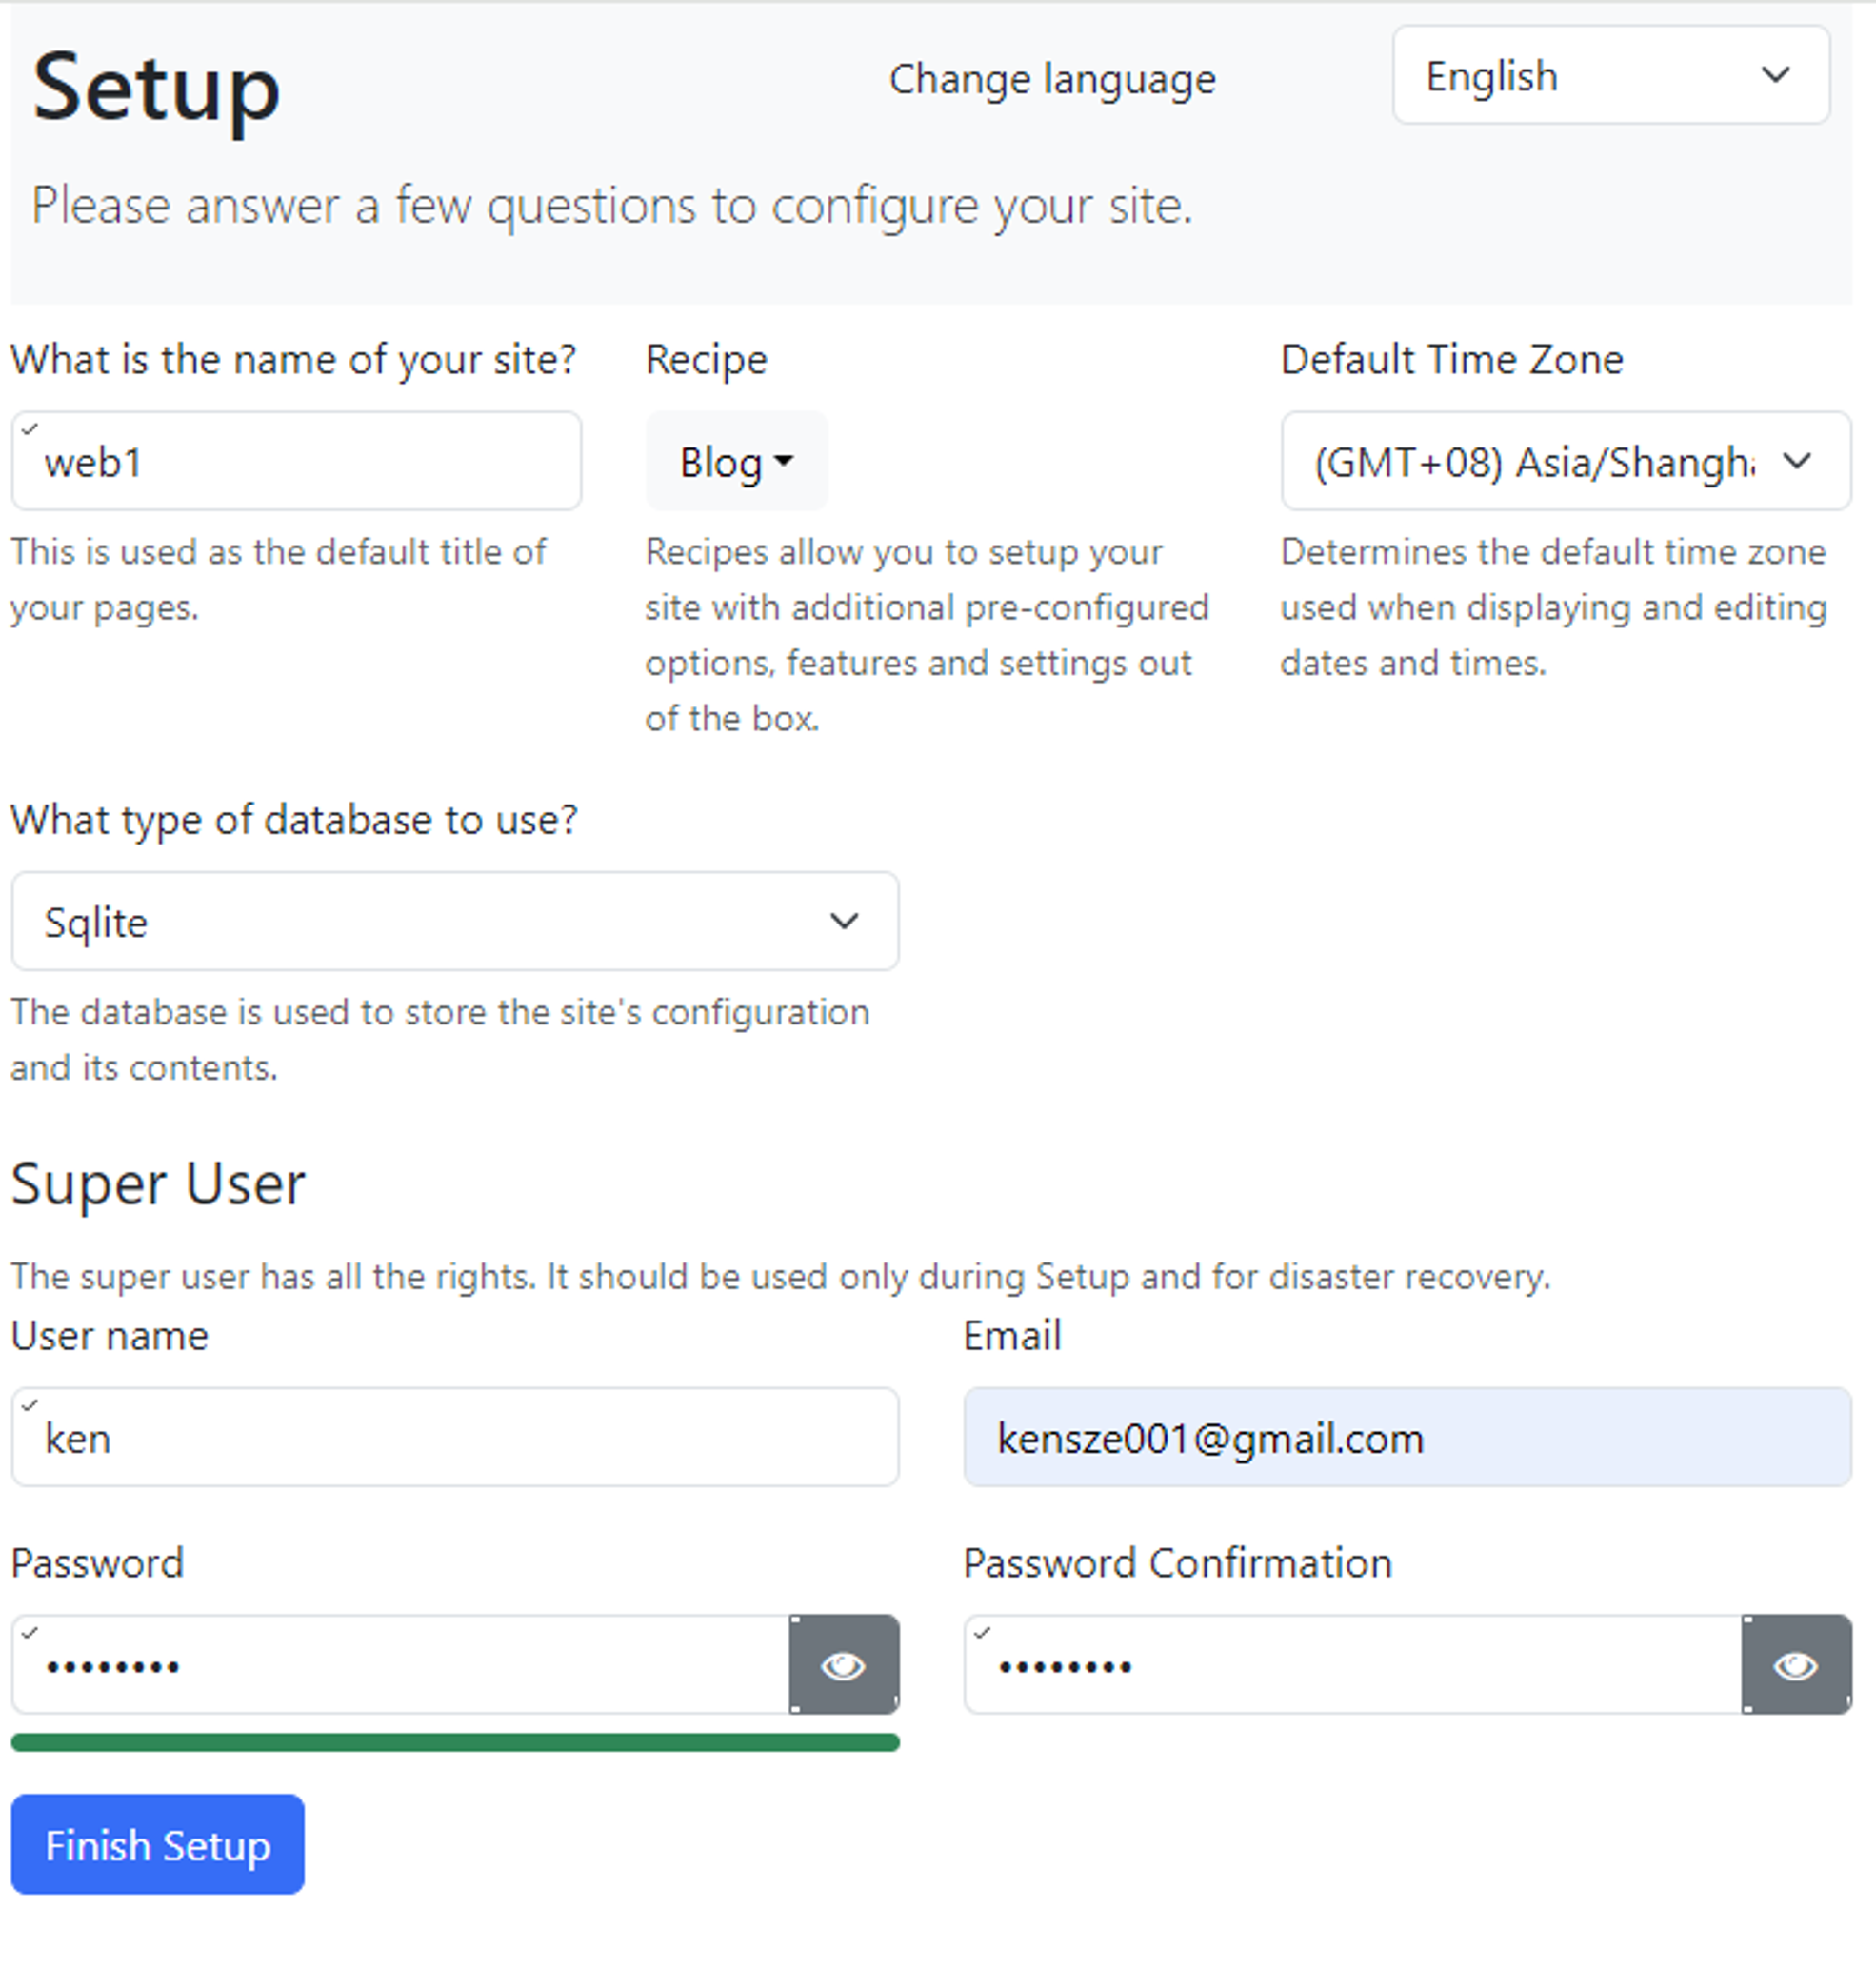 Setup
Change language
English
Please answer a few questions to configure your site.
What is the name of your site?
web1
This is used as the default title of
your pages.
Recipe
Blog
Recipes allow you to setup your
site with additional pre-configured
options, features and settings out
of the box.
Default Time Zone
(GMT+08) Asia/Shangh
Determines the default time zone
used when displaying and editing
dates and times.
What type of database to use?
Sqlite
The database is used to store the site's configuration
and its contents.
Super User
The super user has all the rights. It should be used only during Setup and for disaster recovery.
User name
ken
Email
kensze001@gmail.com
Password
••••••••
Password Confirmation
••••••••
Finish Setup